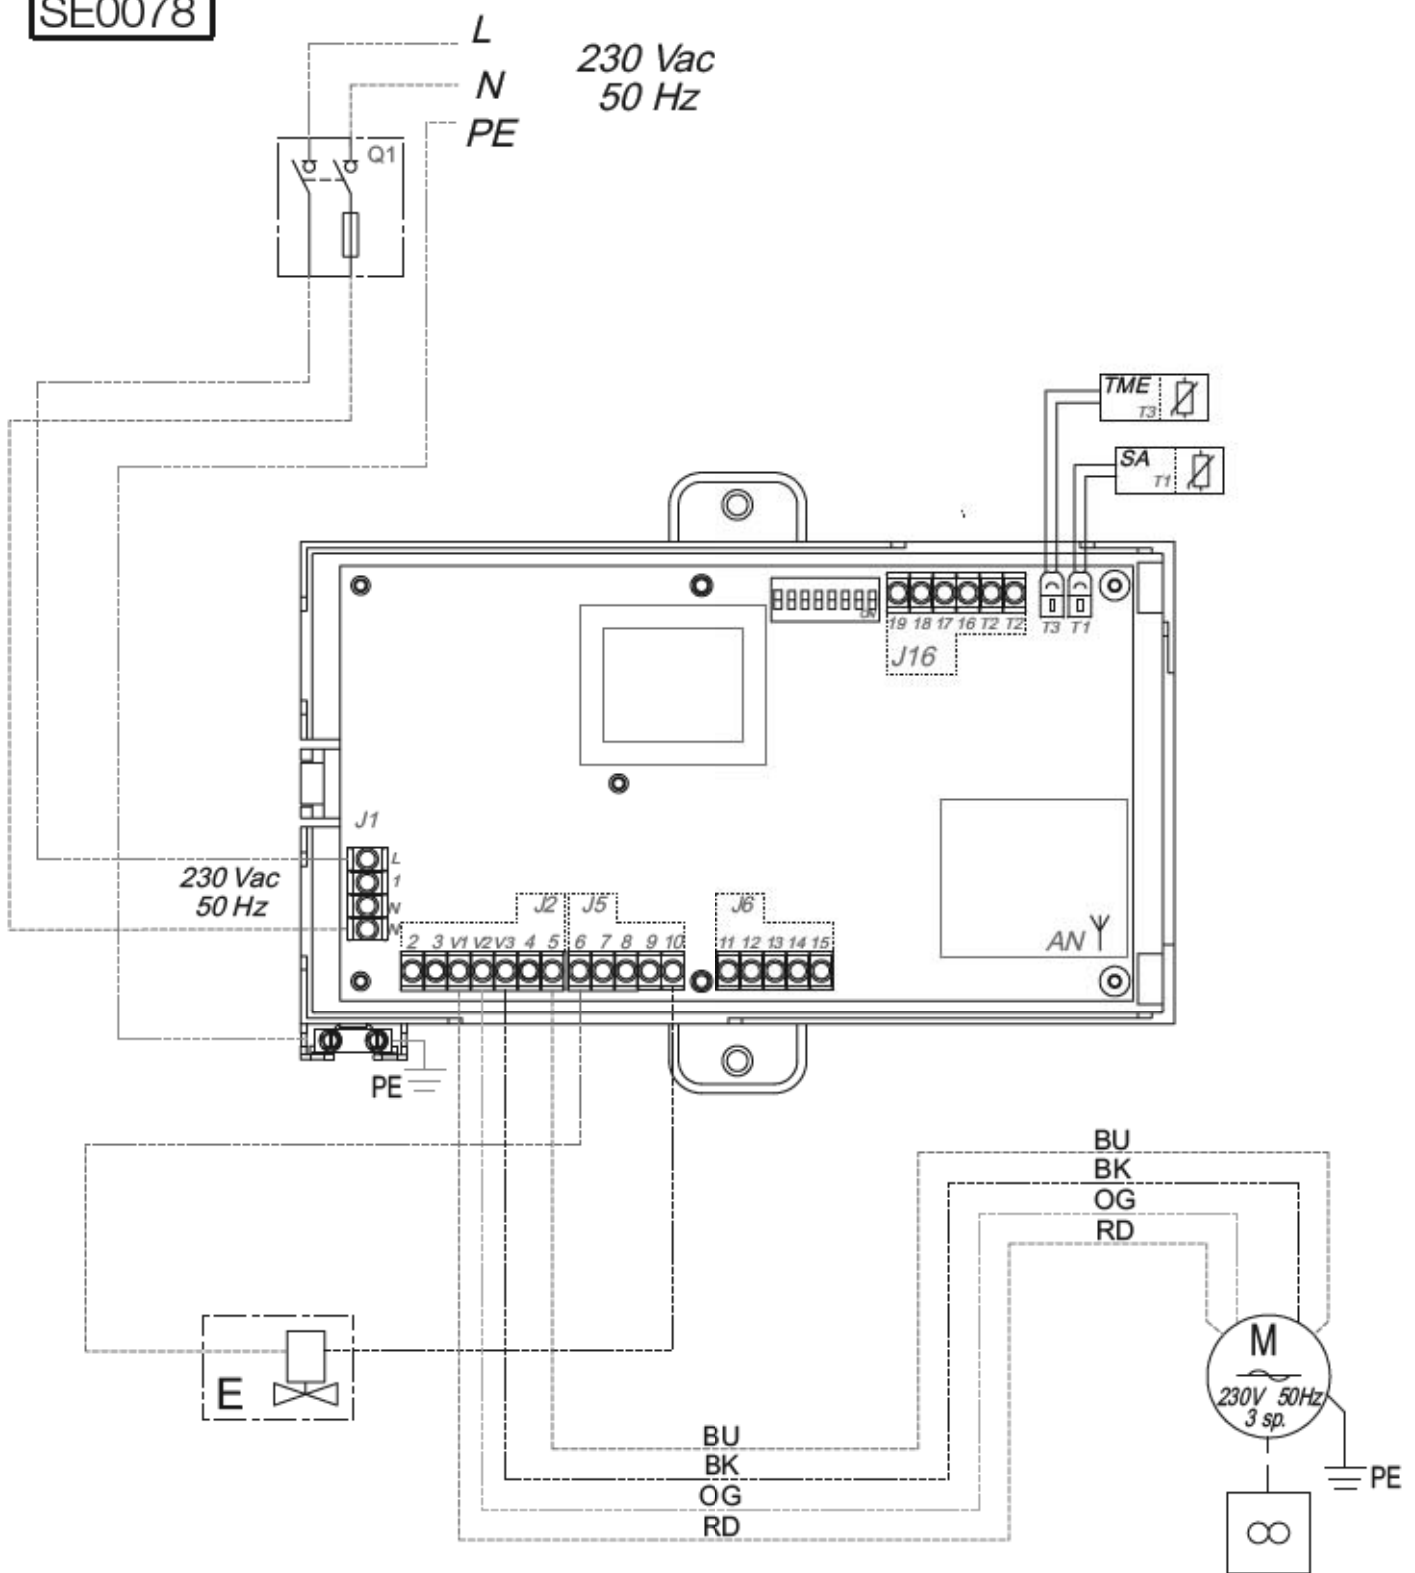 SE0078
L
230 Vac
N
50 Hz
PE
Q1
TME
T3
SA
T1
ON
19 18 17 16 T2 T2
T3 T1
J16
J1
L
1
N
N
230 Vac
50 Hz
J2 J5
J6
2 3 V1 V2 V3 4 5 6 7 8 9 10
11 12 13 14 15
AN
PE
BU
BK
OG
RD
M
230V 50Hz
3 sp.
E
BU
BK
OG
RD
PE